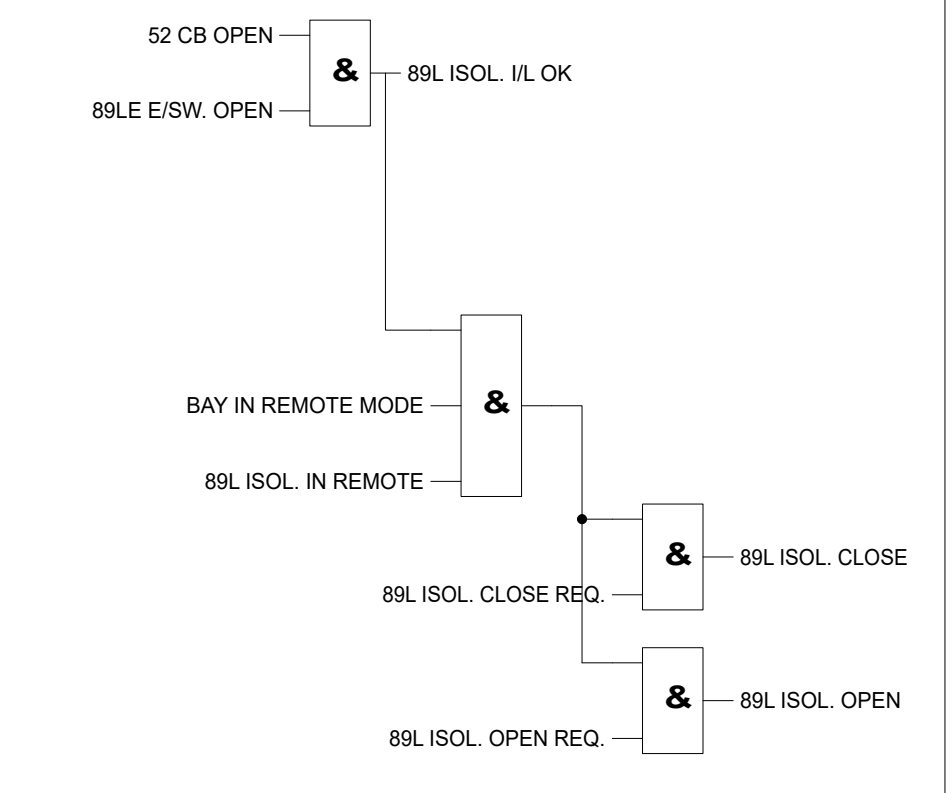 52 CB OPEN
&
89L ISOL. I/L OK
89LE E/SW. OPEN
BAY IN REMOTE MODE
&
89L ISOL. IN REMOTE
&
89L ISOL. CLOSE
89L ISOL. CLOSE REQ.
&
89L ISOL. OPEN
89L ISOL. OPEN REQ.